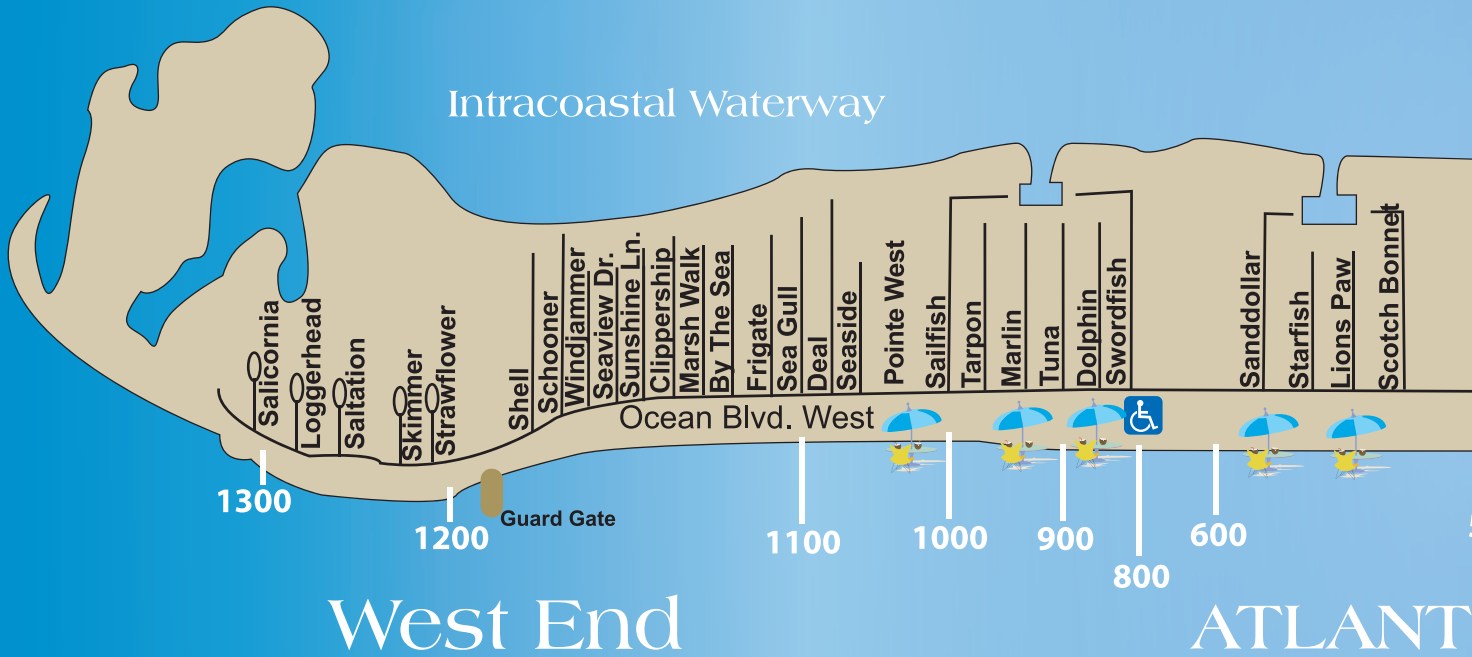 Intracoastal Waterway
Salicornia
Loggerhead
Saltation
Skimmer
Strawflower
Shell
Schooner
Windjammer
Seaview Dr.
Sunshine Ln.
Clippership
Marsh Walk
By The Sea
Frigate
Sea Gull
Deal
Seaside
Pointe West
Sailfish
Tarpon
Marlin
Tuna
Dolphin
Swordfish
Sanddollar
Starfish
Lions Paw
Scotch Bonnet
Ocean Blvd. West
1300
1200
Guard Gate
1100
1000
900
800
600
West End
ATLANT